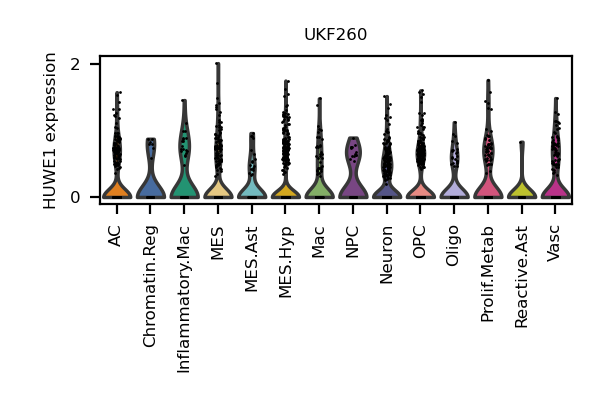 UKF260
HUWE1 expression
2
0
AC
Chromatin.Reg
Inflammatory.Mac
MES
MES.Ast
MES.Hyp
Mac
NPC
Neuron
OPC
Oligo
Prolif.Metab
Reactive.Ast
Vasc